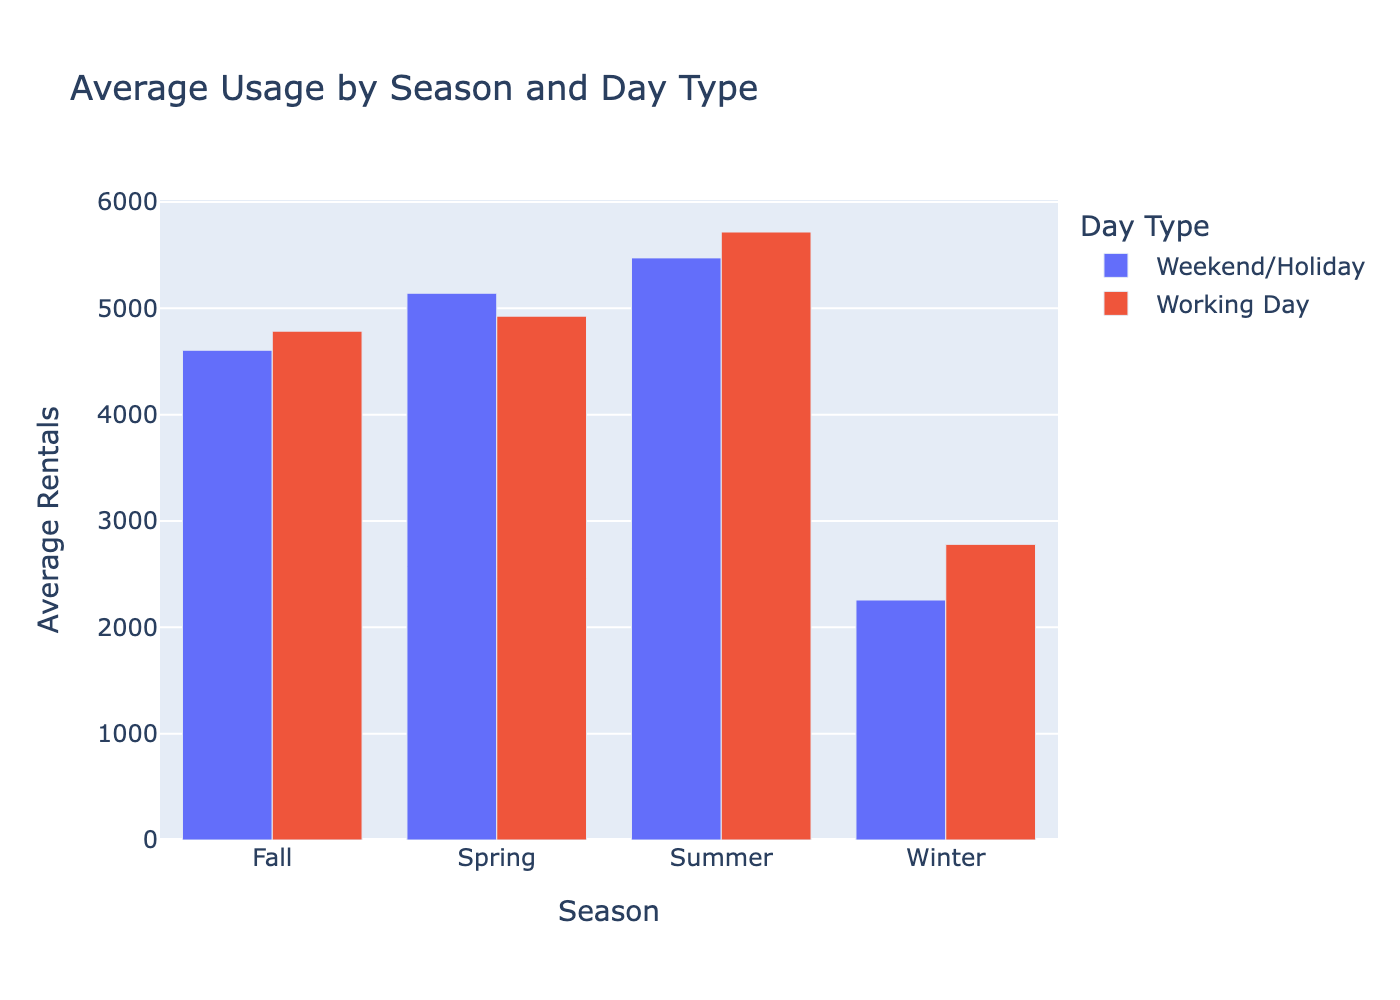 Average Usage by Season and Day Type
6000
5000
4000
3000
2000
1000
0
Average Rentals
Fall
Spring
Summer
Winter
Season
Day Type
Weekend/Holiday
Working Day